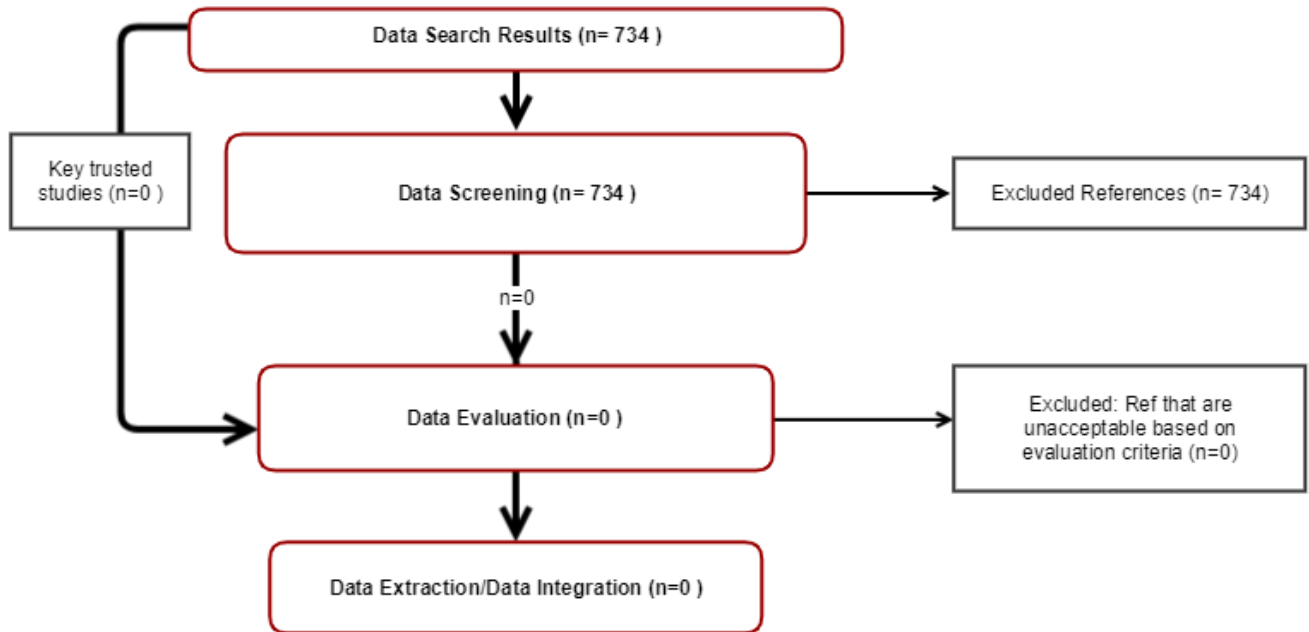 Data Search Results (n= 734 )
Key trusted
studies (n=0 )
Data Screening (n= 734 )
Excluded References (n= 734)
n=0
Data Evaluation (n=0 )
Excluded: Ref that are
unacceptable based on
evaluation criteria (n=0)
Data Extraction/Data Integration (n=0 )